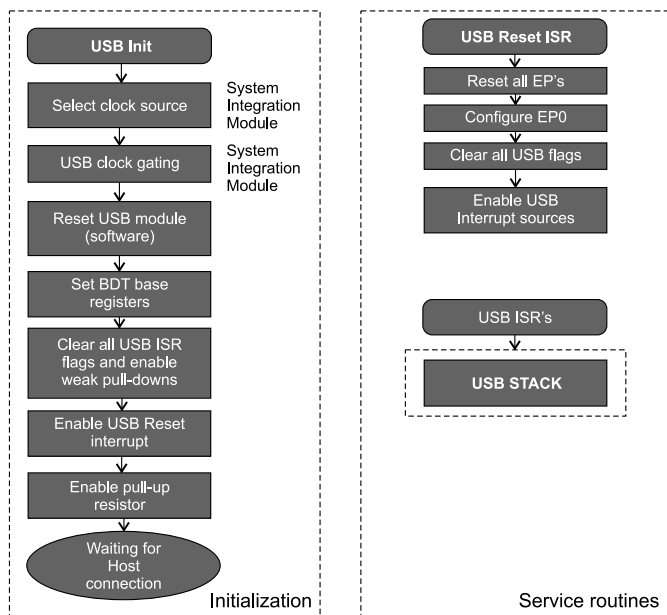 USB Init
Select clock source
System
Integration
Module
USB clock gating
System
Integration
Module
Reset USB module
(software)
Set BDT base
registers
Clear all USB ISR
flags and enable
weak pull-downs
Enable USB Reset
interrupt
Enable pull-up
resistor
Waiting for
Host
connection
Initialization
USB Reset ISR
Reset all EP's
Configure EP0
Clear all USB flags
Enable USB
Interrupt sources
USB ISR's
USB STACK
Service routines